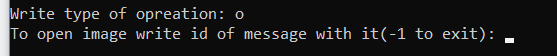 Write type of opreation: o
To open image write id of message with it(-1 to exit):